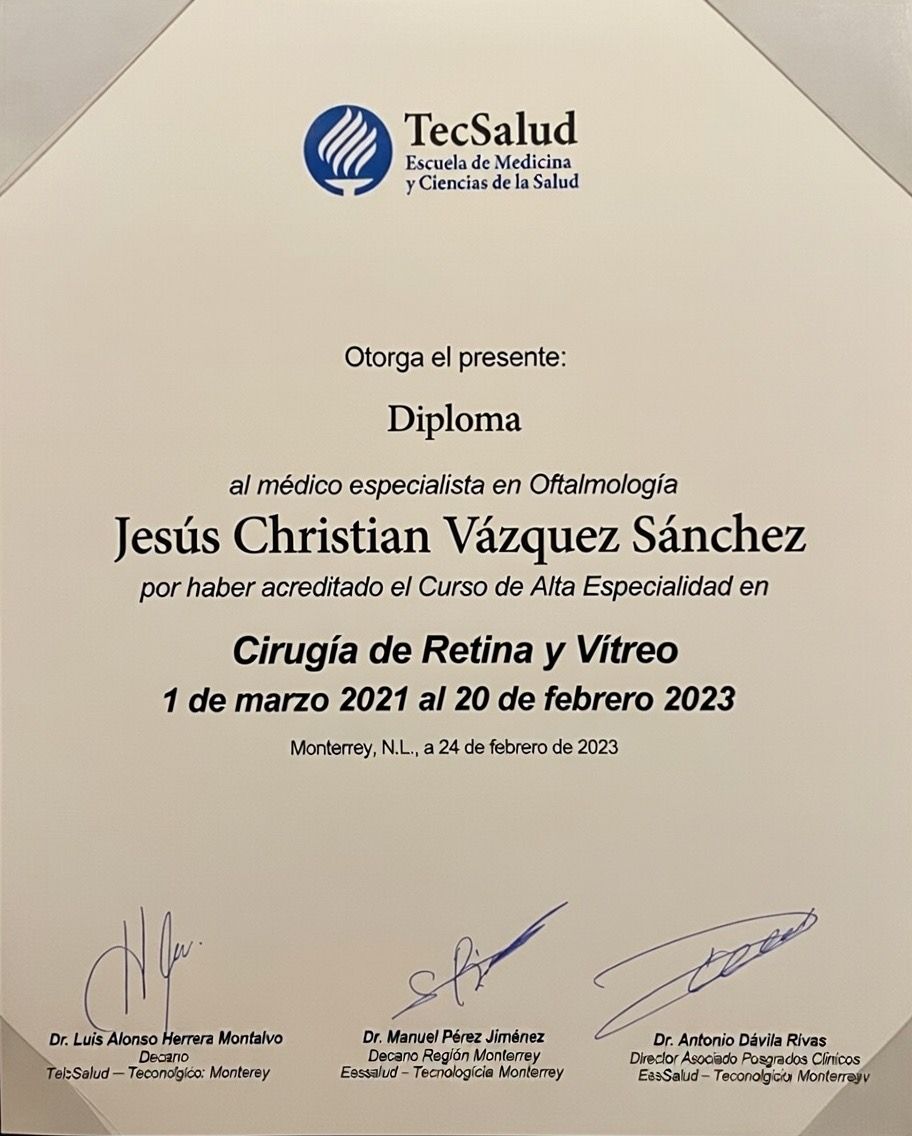 TecSalud
Escuela de Medicina
y Ciencias de la Salud
Otorga el presente:
Diploma
al médico especialista en Oftalmología
Jesús Christian Vázquez Sánchez
por haber acreditado el Curso de Alta Especialidad en
Cirugía de Retina y Vítreo
1 de marzo 2021 al 20 de febrero 2023
Monterrey, N.L., a 24 de febrero de 2023
Dr. Luis Alonso Herrera Montalvo
Decano
Monterey
Dr. Manuel Pérez Jiménez
Decano Región Monterrey
Monterrey
Dr. Antonio Dávila Rivas
Director Asociado Posgrados Clínicos